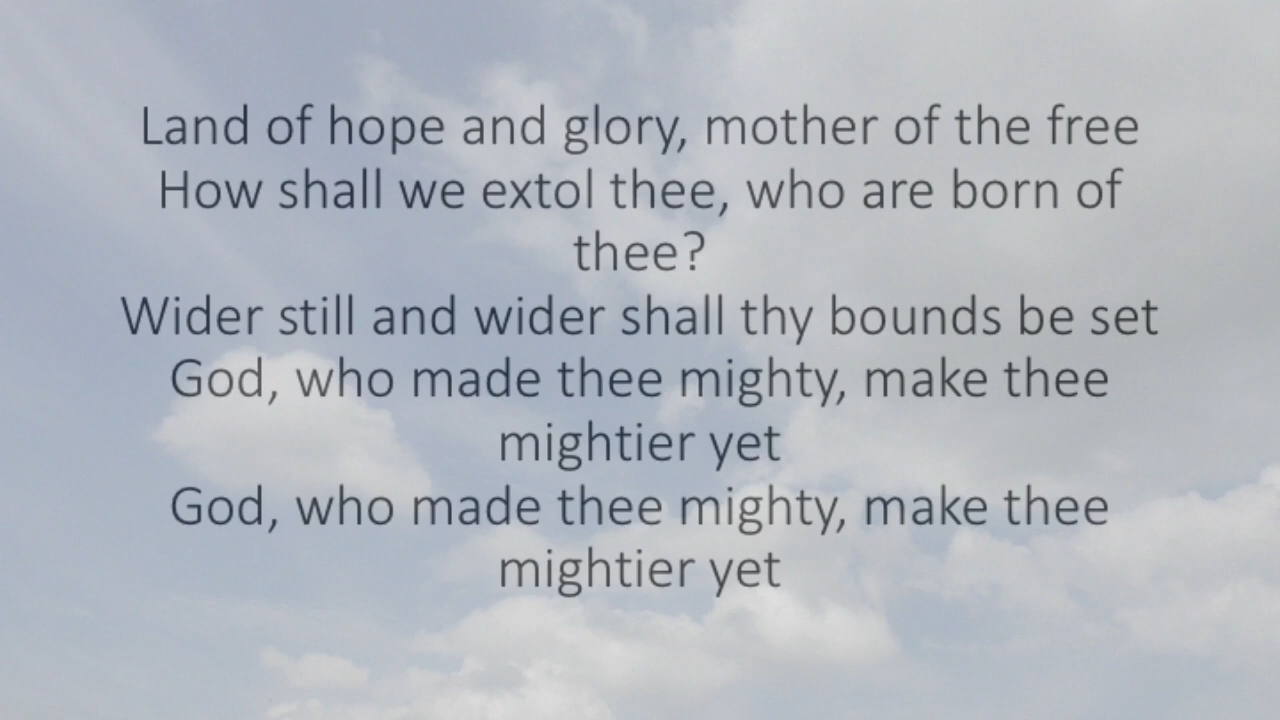 Land of hope and glory, mother of the free
How shall we extol thee, who are born of
thee?
Wider still and wider shall thy bounds be set
God, who made thee mighty, make thee
mightier yet
God, who made thee mighty, make thee
mightier yet